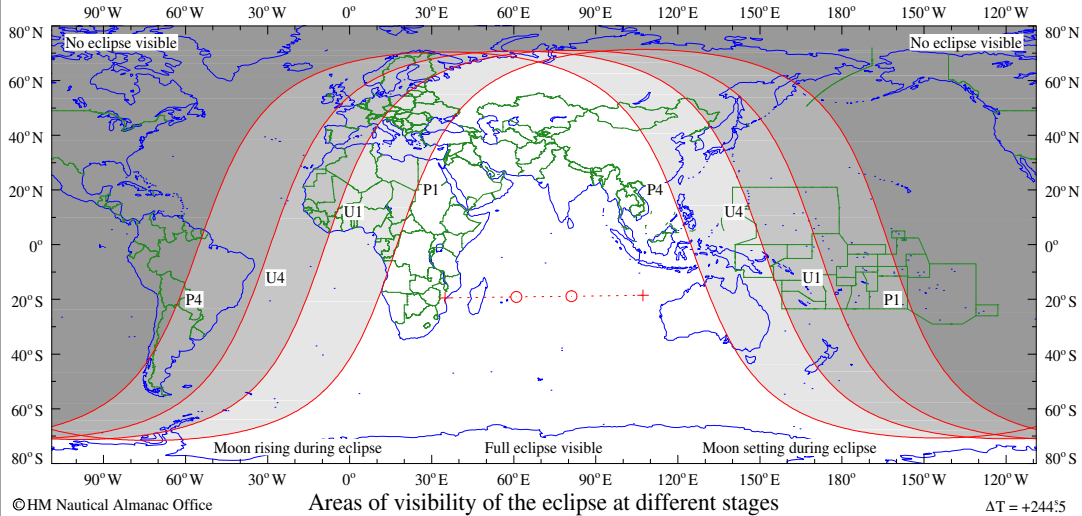 90°W 60°W 30°W 0° 30°E 60°E 90°E 120°E 150°E 180° 150°W 120°W
80°N 80°N
No eclipse visible No eclipse visible
60°N 60°N
40°N 40°N
20°N P1 P4 20°N
U1 U4
0° 0°
U4 U1
20°S P4 P1 20°S
40°S 40°S
60°S 60°S
Moon rising during eclipse Full eclipse visible Moon setting during eclipse
80°S 80°S
90°W 60°W 30°W 0° 30°E 60°E 90°E 120°E 150°E 180° 150°W 120°W
©HM Nautical Almanac Office Areas of visibility of the eclipse at different stages ΔT = +244ˢ.5